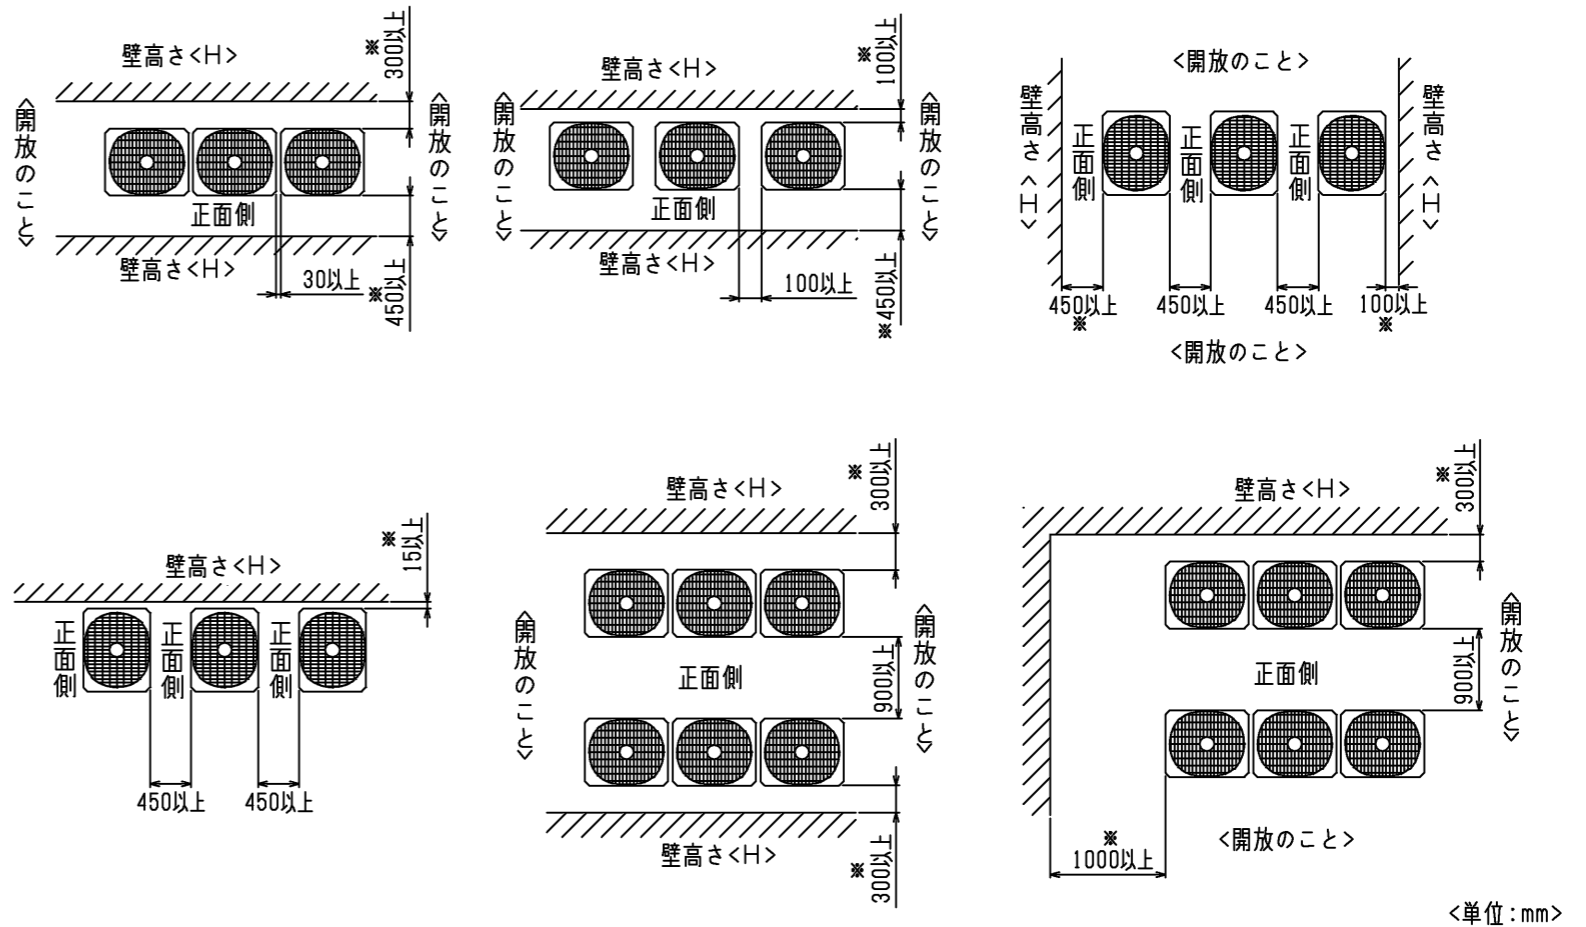 壁高さ<H>
※
300以上
<開放のこと>
<開放のこと>
正面側
壁高さ<H>
30以上
※
450以上
壁高さ<H>
※
100以上
<開放のこと>
<開放のこと>
正面側
壁高さ<H>
100以上
※450以上
<開放のこと>
壁高さ<H>
正面側
正面側
正面側
壁高さ<H>
450以上
450以上
450以上
100以上
※
※
<開放のこと>
壁高さ<H>
※
15以上
正面側
正面側
正面側
450以上
450以上
壁高さ<H>
※
300以上
<開放のこと>
正面側
900以上
<開放のこと>
壁高さ<H>
※
300以上
壁高さ<H>
※
300以上
正面側
900以上
<開放のこと>
※
1000以上
<開放のこと>
<単位:mm>